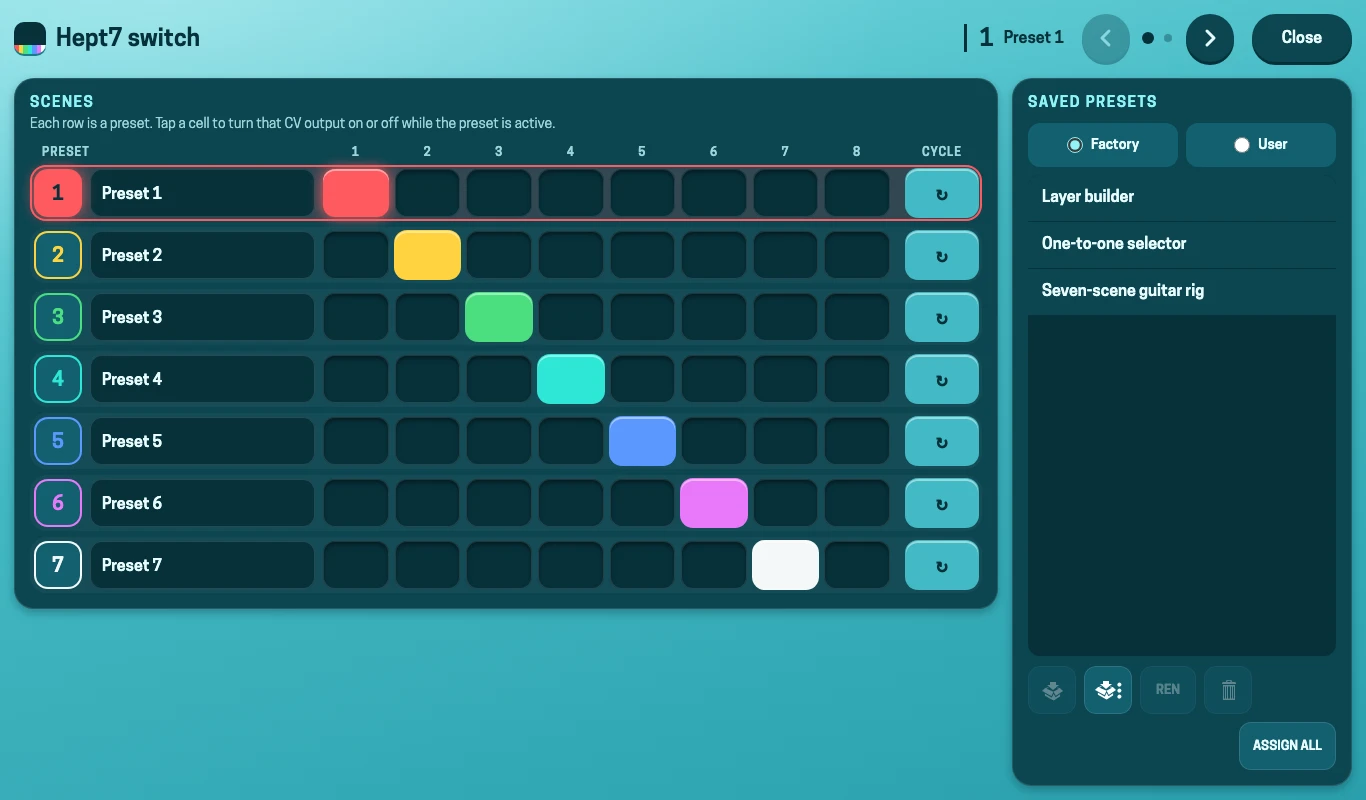 Hept7 switch
1 Preset 1
Close
SCENES
Each row is a preset. Tap a cell to turn that CV output on or off while the preset is active.
PRESET 1 2 3 4 5 6 7 8 CYCLE
1 Preset 1 ↻
2 Preset 2 ↻
3 Preset 3 ↻
4 Preset 4 ↻
5 Preset 5 ↻
6 Preset 6 ↻
7 Preset 7 ↻
SAVED PRESETS
Factory User
Layer builder
One-to-one selector
Seven-scene guitar rig
REN
ASSIGN ALL